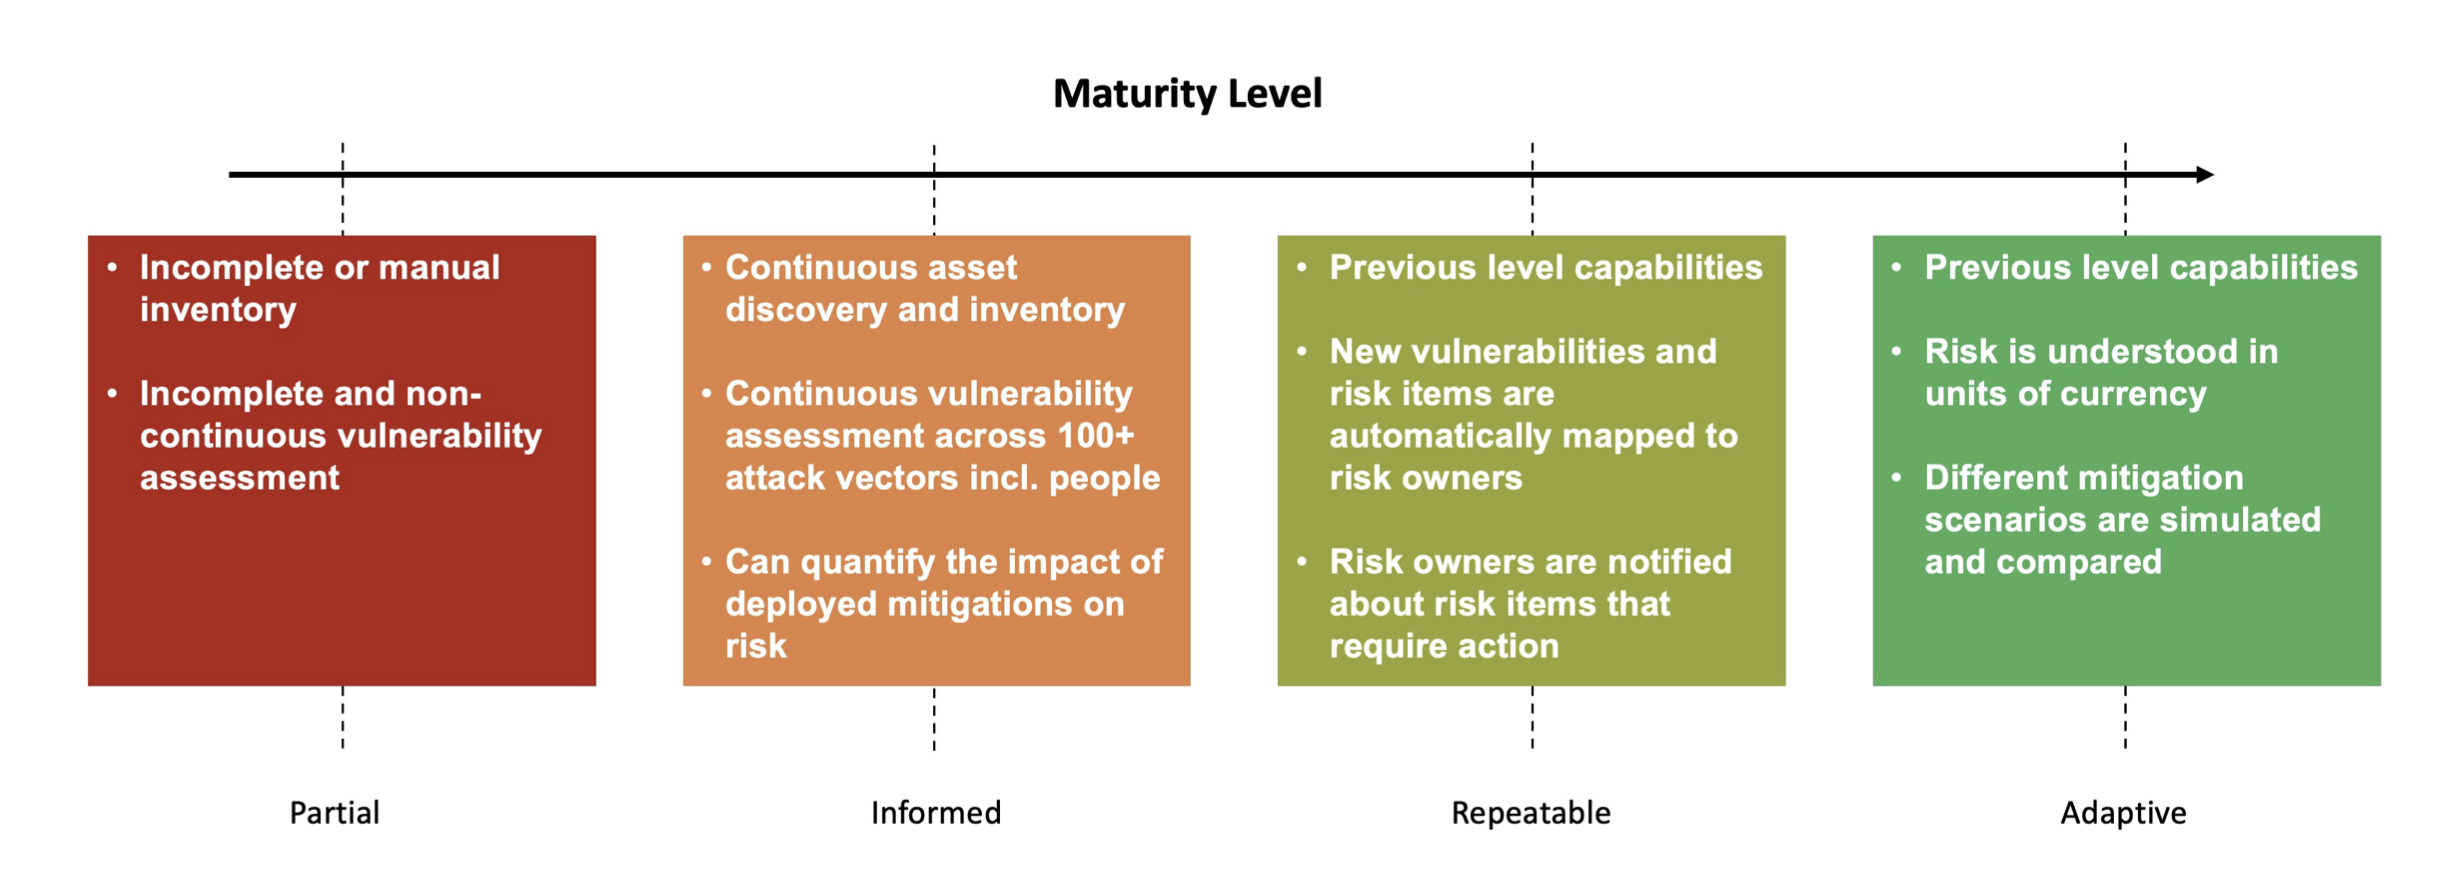 Maturity Level
• Incomplete or manual
inventory
• Incomplete and non-
continuous vulnerability
assessment
• Continuous asset
discovery and inventory
• Continuous vulnerability
assessment across 100+
attack vectors incl. people
• Can quantify the impact of
deployed mitigations on
risk
• Previous level capabilities
• New vulnerabilities and
risk items are
automatically mapped to
risk owners
• Risk owners are notified
about risk items that
require action
• Previous level capabilities
• Risk is understood in
units of currency
• Different mitigation
scenarios are simulated
and compared
Partial
Informed
Repeatable
Adaptive